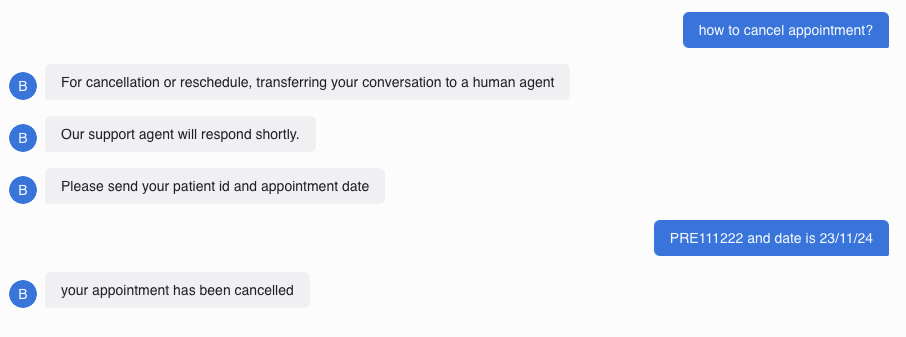 how to cancel appointment?
B
For cancellation or reschedule, transferring your conversation to a human agent
B
Our support agent will respond shortly.
B
Please send your patient id and appointment date
PRE111222 and date is 23/11/24
B
your appointment has been cancelled